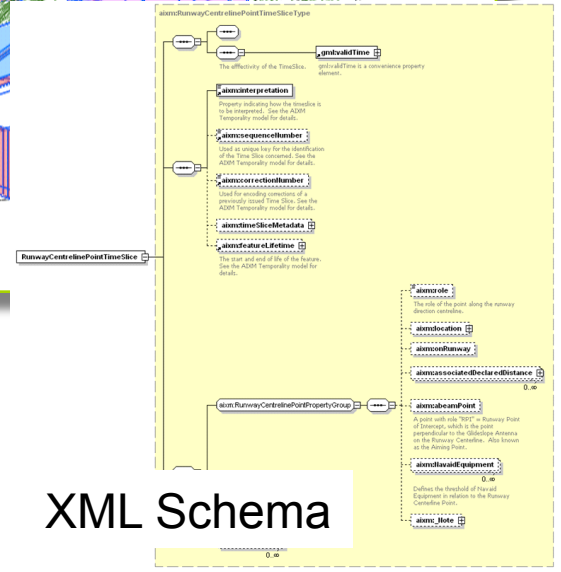 aixm:RunwayCentrelinePointTimeSliceType
gml:validTime
The efffectivity of the TimeSlice.
gml:validTime is a convenience property
element.
aixm:interpretation
Property indicating how the timeslice is
to be interpreted. See the AIXM
Temporality model for details.
aixm:sequenceNumber
Used as unique key for the identification
of the Time Slice concerned. See the
AIXM Temporality model for details.
aixm:correctionNumber
Used for encoding corrections of a
previously issued Time Slice. See the
AIXM Temporality model for details.
aixm:timeSliceMetadata
aixm:featureLifetime
The start and end of life of the feature.
See the AIXM Temporality model for
details.
RunwayCentrelinePointTimeSlice
aixm:role
The role of the point along the runway
direction centreline.
aixm:location
aixm:onRunway
aixm:associatedDeclaredDistance
0..∞
aixm:RunwayCentrelinePointPropertyGroup
aixm:abeamPoint
A point with role "RPI" = Runway Point
of Intercept, which is the point
perpendicular to the Glideslope Antenna
on the Runway Centerline. Also known
as the Aiming Point.
aixm:NavaidEquipment
0..∞
Defines the threshold of Navaid
Equipment in relation to the Runway
Centerline Point.
aixm:_Note
XML Schema
0..∞